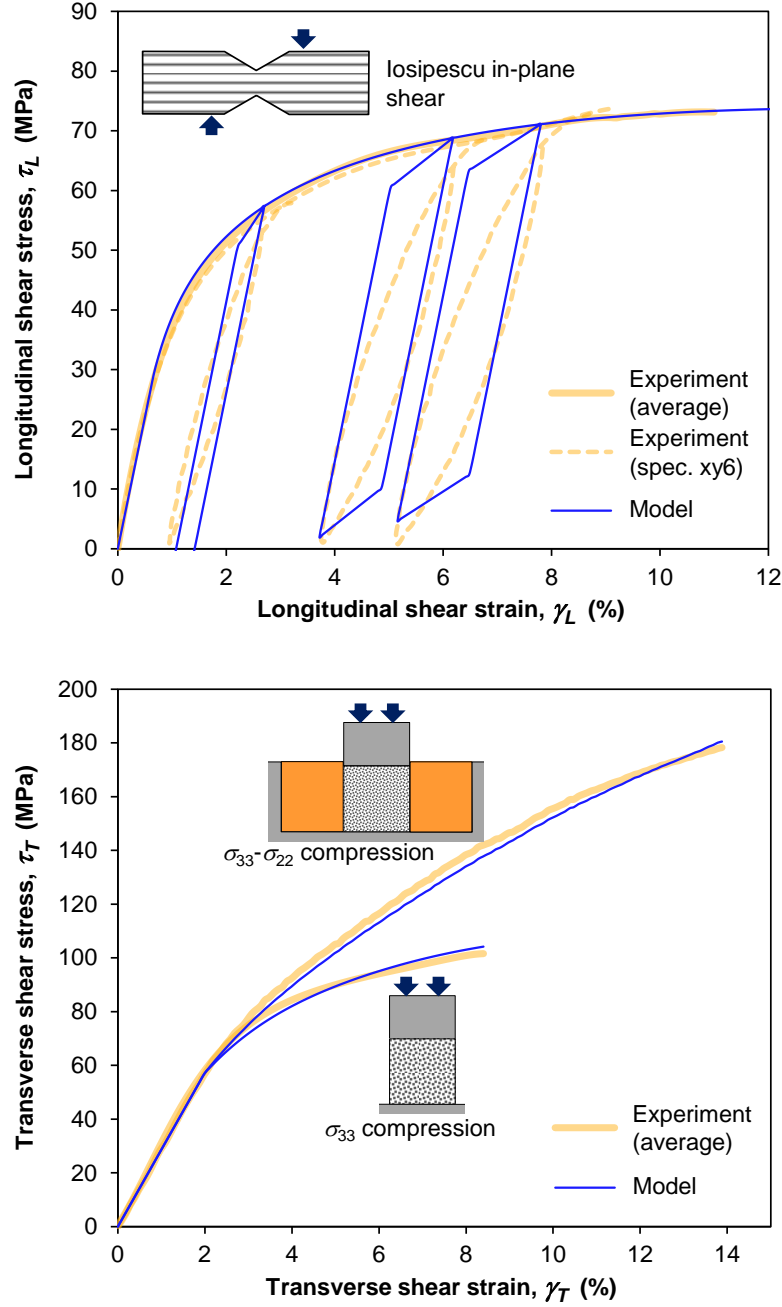 90
80
70
60
50
40
30
20
10
0
Longitudinal shear stress, τL (MPa)
Iosipescu in-plane
shear
Experiment
(average)
Experiment
(spec. xy6)
Model
0 2 4 6 8 10 12
Longitudinal shear strain, γL (%)
200
180
160
140
120
100
80
60
40
20
0
Transverse shear stress, τT (MPa)
σ33-σ22 compression
σ33 compression
Experiment
(average)
Model
0 2 4 6 8 10 12 14
Transverse shear strain, γT (%)